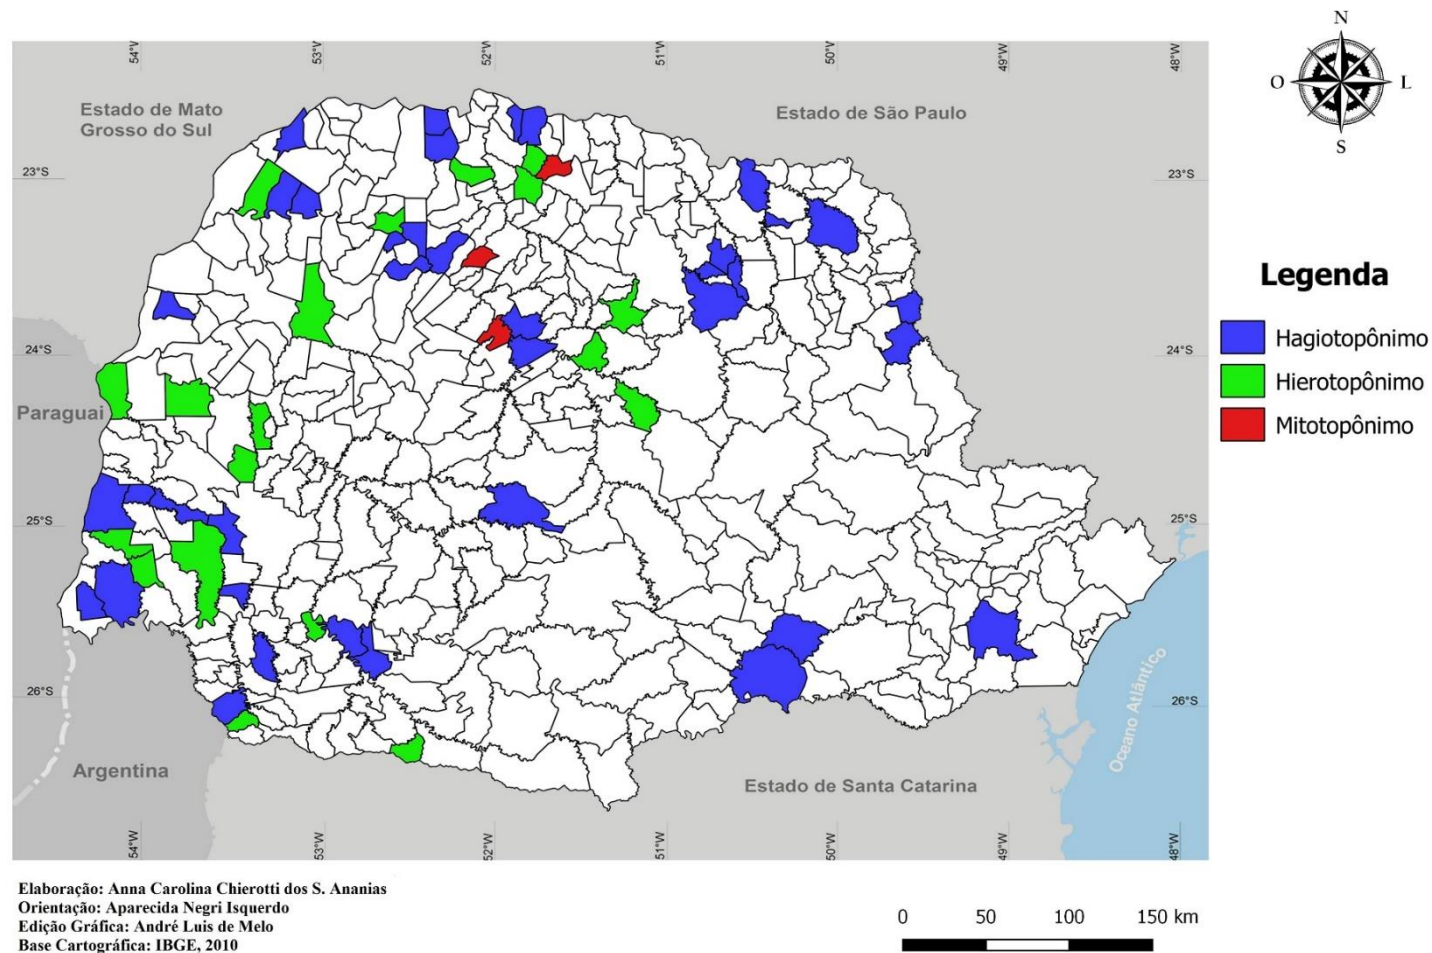 N
O
L
S
54°W
53°W
52°W
51°W
50°W
49°W
48°W
Estado de Mato
Grosso do Sul
Estado de São Paulo
23°S
23°S
Legenda
Hagiotopônimo
Hierotopônimo
Mitotopônimo
24°S
24°S
Paraguai
25°S
25°S
26°S
26°S
Oceano Atlântico
Argentina
Estado de Santa Catarina
54°W
53°W
52°W
51°W
50°W
49°W
48°W
Elaboração: Anna Carolina Chierotti dos S. Ananias
Orientação: Aparecida Negri Isquerdo
Edição Gráfica: André Luis de Melo
Base Cartográfica: IBGE, 2010
0 50 100 150 km